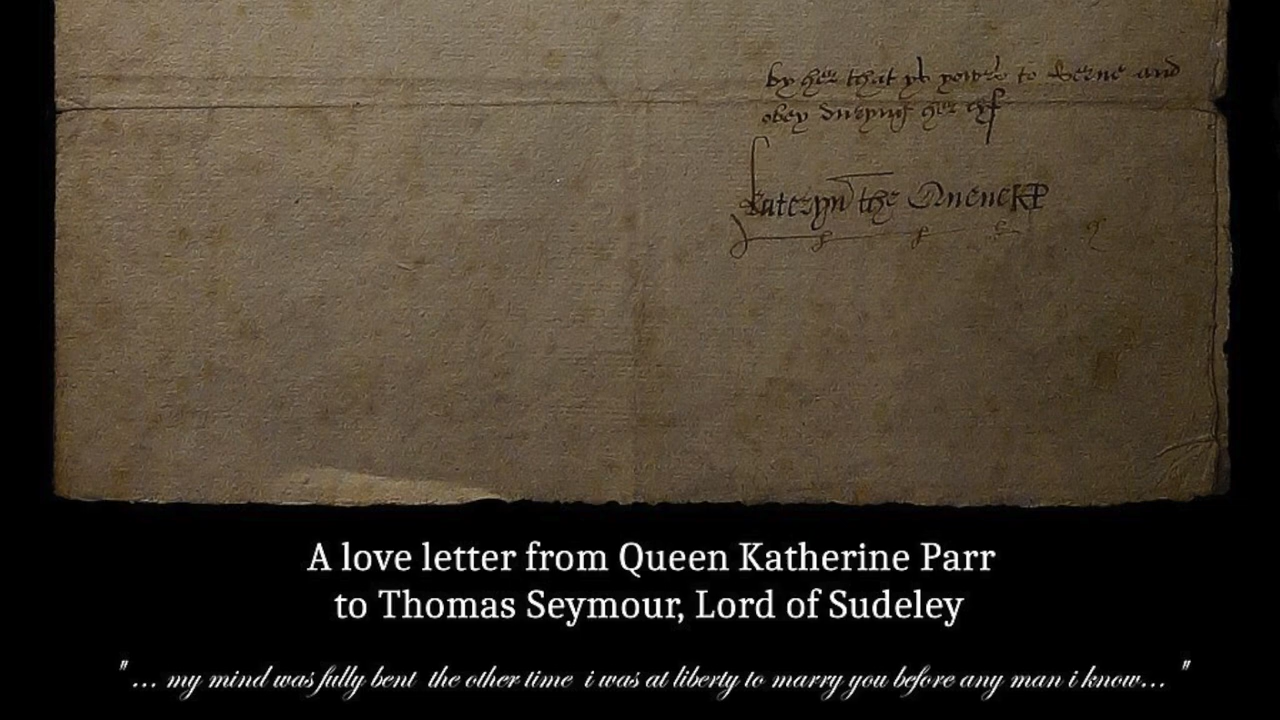 by her that ys yowrs to serue and
obey duryng her lyf
Kateryn the Quene KP
A love letter from Queen Katherine Parr
to Thomas Seymour, Lord of Sudeley
"... my mind was fully bent the other time i was at liberty to marry you before any man i know... "